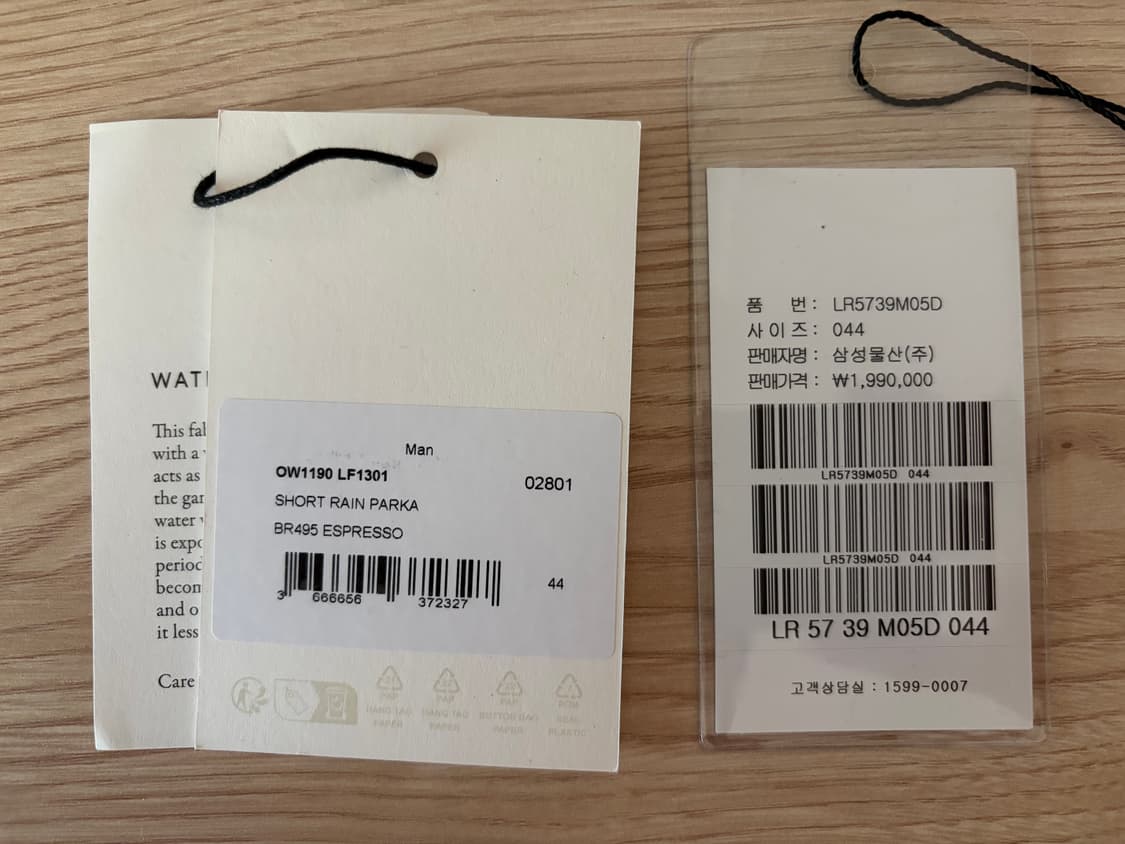 WAT
This fa
with a
acts as
the gar
water
is expo
period
becom
and o
it less
Care
Man
OW1190 LF1301
02801
SHORT RAIN PARKA
BR495 ESPRESSO
44
3 666656 372327
PAP PAP PAP
HANG TAG HANG TAG BUTTON BAG SEAL
PAPER PAPER PAPER PLASTIC
품 번 : LR5739M05D
사이즈 : 044
판매자명 : 삼성물산(주)
판매가격 : ₩1,990,000
LR5739M05D 044
LR5739M05D 044
LR 57 39 M05D 044
고객상담실 : 1599-0007